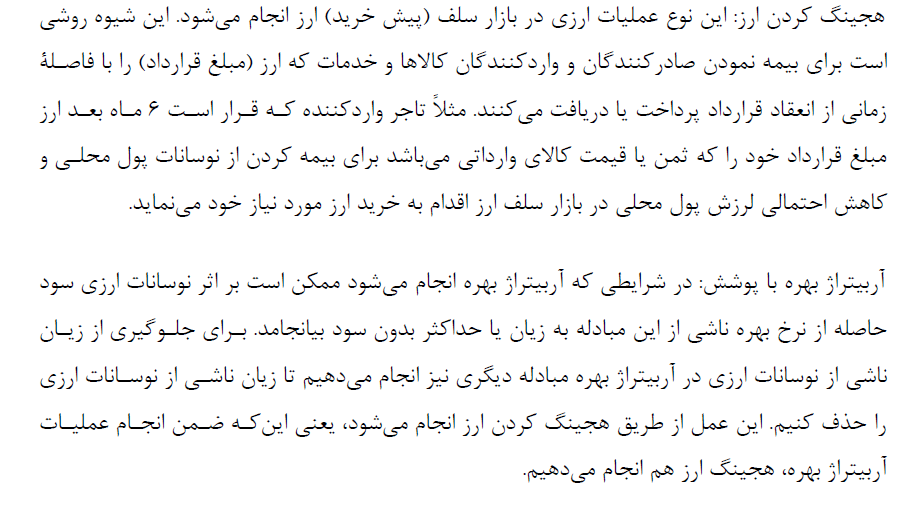 هجینگ کردن ارز: این نوع عملیات ارزی در بازار سلف (پیش خرید) ارز انجام می‌شود. این شیوه روشی
است برای بیمه نمودن صادرکنندگان و واردکنندگان کالاها و خدمات که ارز (مبلغ قرارداد) را با فاصلهٔ
زمانی از انعقاد قرارداد پرداخت یا دریافت می‌کنند. مثلاً تاجر واردکننده که قرار است ۶ ماه بعد ارز
مبلغ قرارداد خود را که ثمن یا قیمت کالای وارداتی می‌باشد برای بیمه کردن از نوسانات پول محلی و
کاهش احتمالی لرزش پول محلی در بازار سلف ارز اقدام به خرید ارز مورد نیاز خود می‌نماید.
آربیتراژ بهره با پوشش: در شرایطی که آربیتراژ بهره انجام می‌شود ممکن است بر اثر نوسانات ارزی سود
حاصله از نرخ بهره ناشی از این مبادله به زیان یا حداکثر بدون سود بیانجامد. برای جلوگیری از زیان
ناشی از نوسانات ارزی در آربیتراژ بهره مبادله دیگری نیز انجام می‌دهیم تا زیان ناشی از نوسانات ارزی
را حذف کنیم. این عمل از طریق هجینگ کردن ارز انجام می‌شود، یعنی این‌که ضمن انجام عملیات
آربیتراژ بهره، هجینگ ارز هم انجام می‌دهیم.